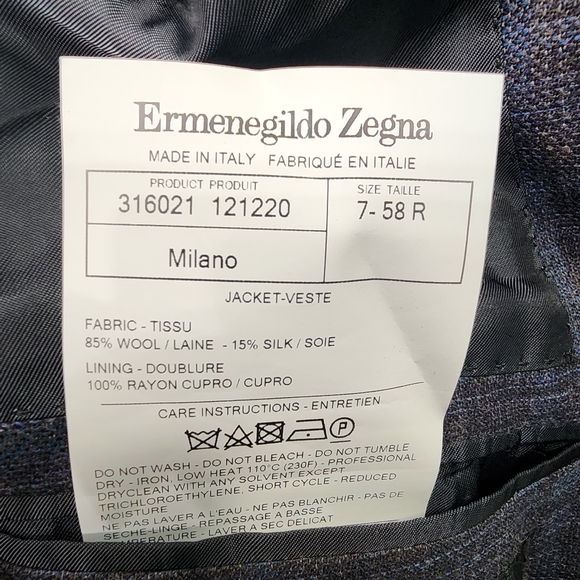 Ermenegildo Zegna
MADE IN ITALY FABRIQUÉ EN ITALIE
PRODUCT PRODUIT
316021 121220
SIZE TAILLE
7- 58 R
Milano
JACKET-VESTE
FABRIC - TISSU
85% WOOL / LAINE - 15% SILK / SOIE
LINING - DOUBLURE
100% RAYON CUPRO / CUPRO
CARE INSTRUCTIONS - ENTRETIEN
P
DO NOT WASH - DO NOT BLEACH - DO NOT TUMBLE
DRY - IRON, LOW HEAT 110°C (230F) - PROFESSIONAL
DRYCLEAN WITH ANY SOLVENT EXCEPT
TRICHLOROETHYLENE, SHORT CYCLE - REDUCED
MOISTURE
NE PAS LAVER A L'EAU - NE PAS BLANCHIR - PAS DE
SECHE-LINGE - REPASSAGE A BASSE
TEMPERATURE - LAVER A SEC DELICAT